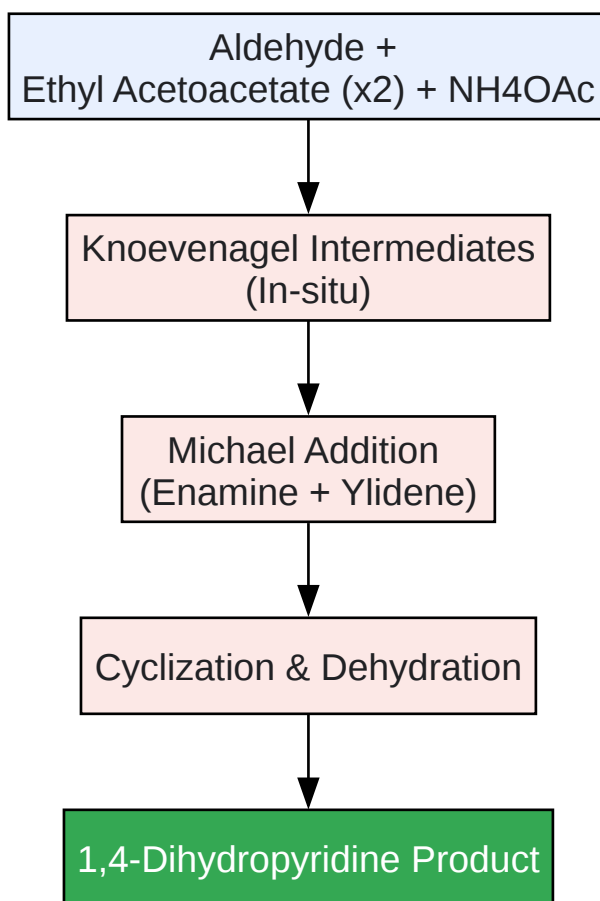 Aldehyde +
Ethyl Acetoacetate (x2) + NH4OAc
Knoevenagel Intermediates
(In-situ)
Michael Addition
(Enamine + Ylidene)
Cyclization & Dehydration
1,4-Dihydropyridine Product